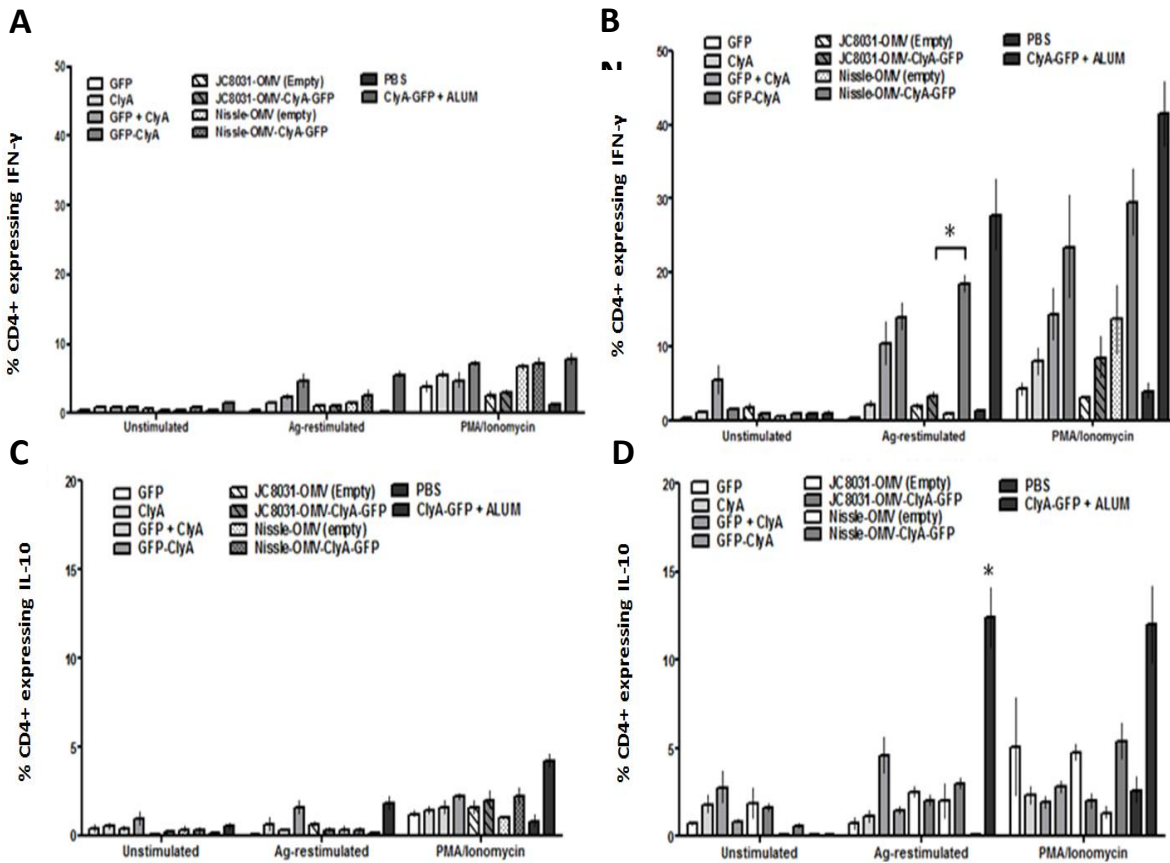 A
50
40
30
20
10
0
% CD4+ expressing IFN-γ
GFP
ClyA
GFP + ClyA
GFP-ClyA
JC8031-OMV (Empty)
JC8031-OMV-ClyA-GFP
Nissle-OMV (empty)
Nissle-OMV-ClyA-GFP
PBS
ClyA-GFP + ALUM
Unstimulated
Ag-restimulated
PMA/Ionomycin
B
50
40
30
20
10
0
% CD4+ expressing IFN-γ
GFP
ClyA
GFP + ClyA
GFP-ClyA
JC8031-OMV (Empty)
JC8031-OMV-ClyA-GFP
Nissle-OMV (empty)
Nissle-OMV-ClyA-GFP
PBS
ClyA-GFP + ALUM
*
Unstimulated
Ag-restimulated
PMA/Ionomycin
C
20
15
10
5
0
% CD4+ expressing IL-10
GFP
ClyA
GFP + ClyA
GFP-ClyA
JC8031-OMV (Empty)
JC8031-OMV-ClyA-GFP
Nissle-OMV (empty)
Nissle-OMV-ClyA-GFP
PBS
ClyA-GFP + ALUM
Unstimulated
Ag-restimulated
PMA/Ionomycin
D
20
15
10
5
0
% CD4+ expressing IL-10
GFP
ClyA
GFP + ClyA
GFP-ClyA
JC8031-OMV (Empty)
JC8031-OMV-ClyA-GFP
Nissle-OMV (empty)
Nissle-OMV-ClyA-GFP
PBS
ClyA-GFP + ALUM
*
Unstimulated
Ag-restimulated
PMA/Ionomycin